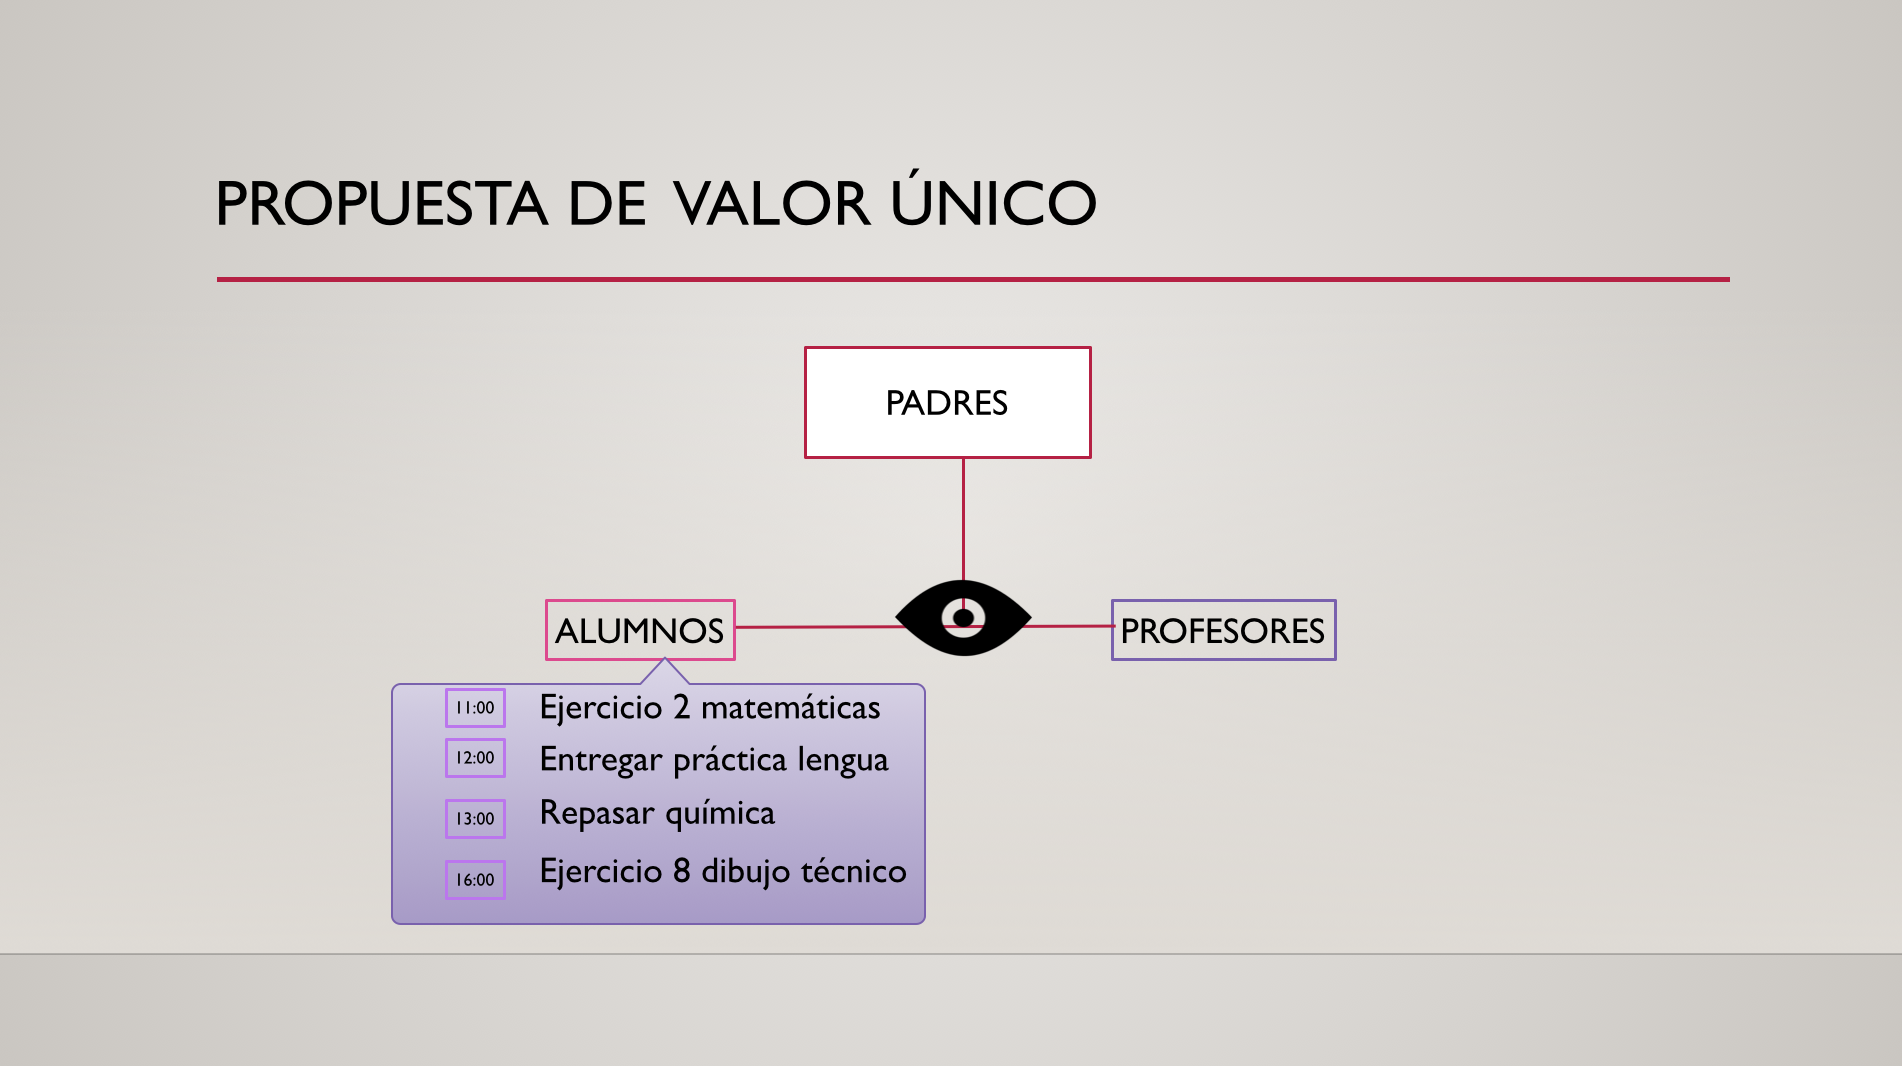 PROPUESTA DE VALOR ÚNICO
PADRES
ALUMNOS
PROFESORES
11:00 Ejercicio 2 matemáticas
12:00 Entregar práctica lengua
13:00 Repasar química
16:00 Ejercicio 8 dibujo técnico